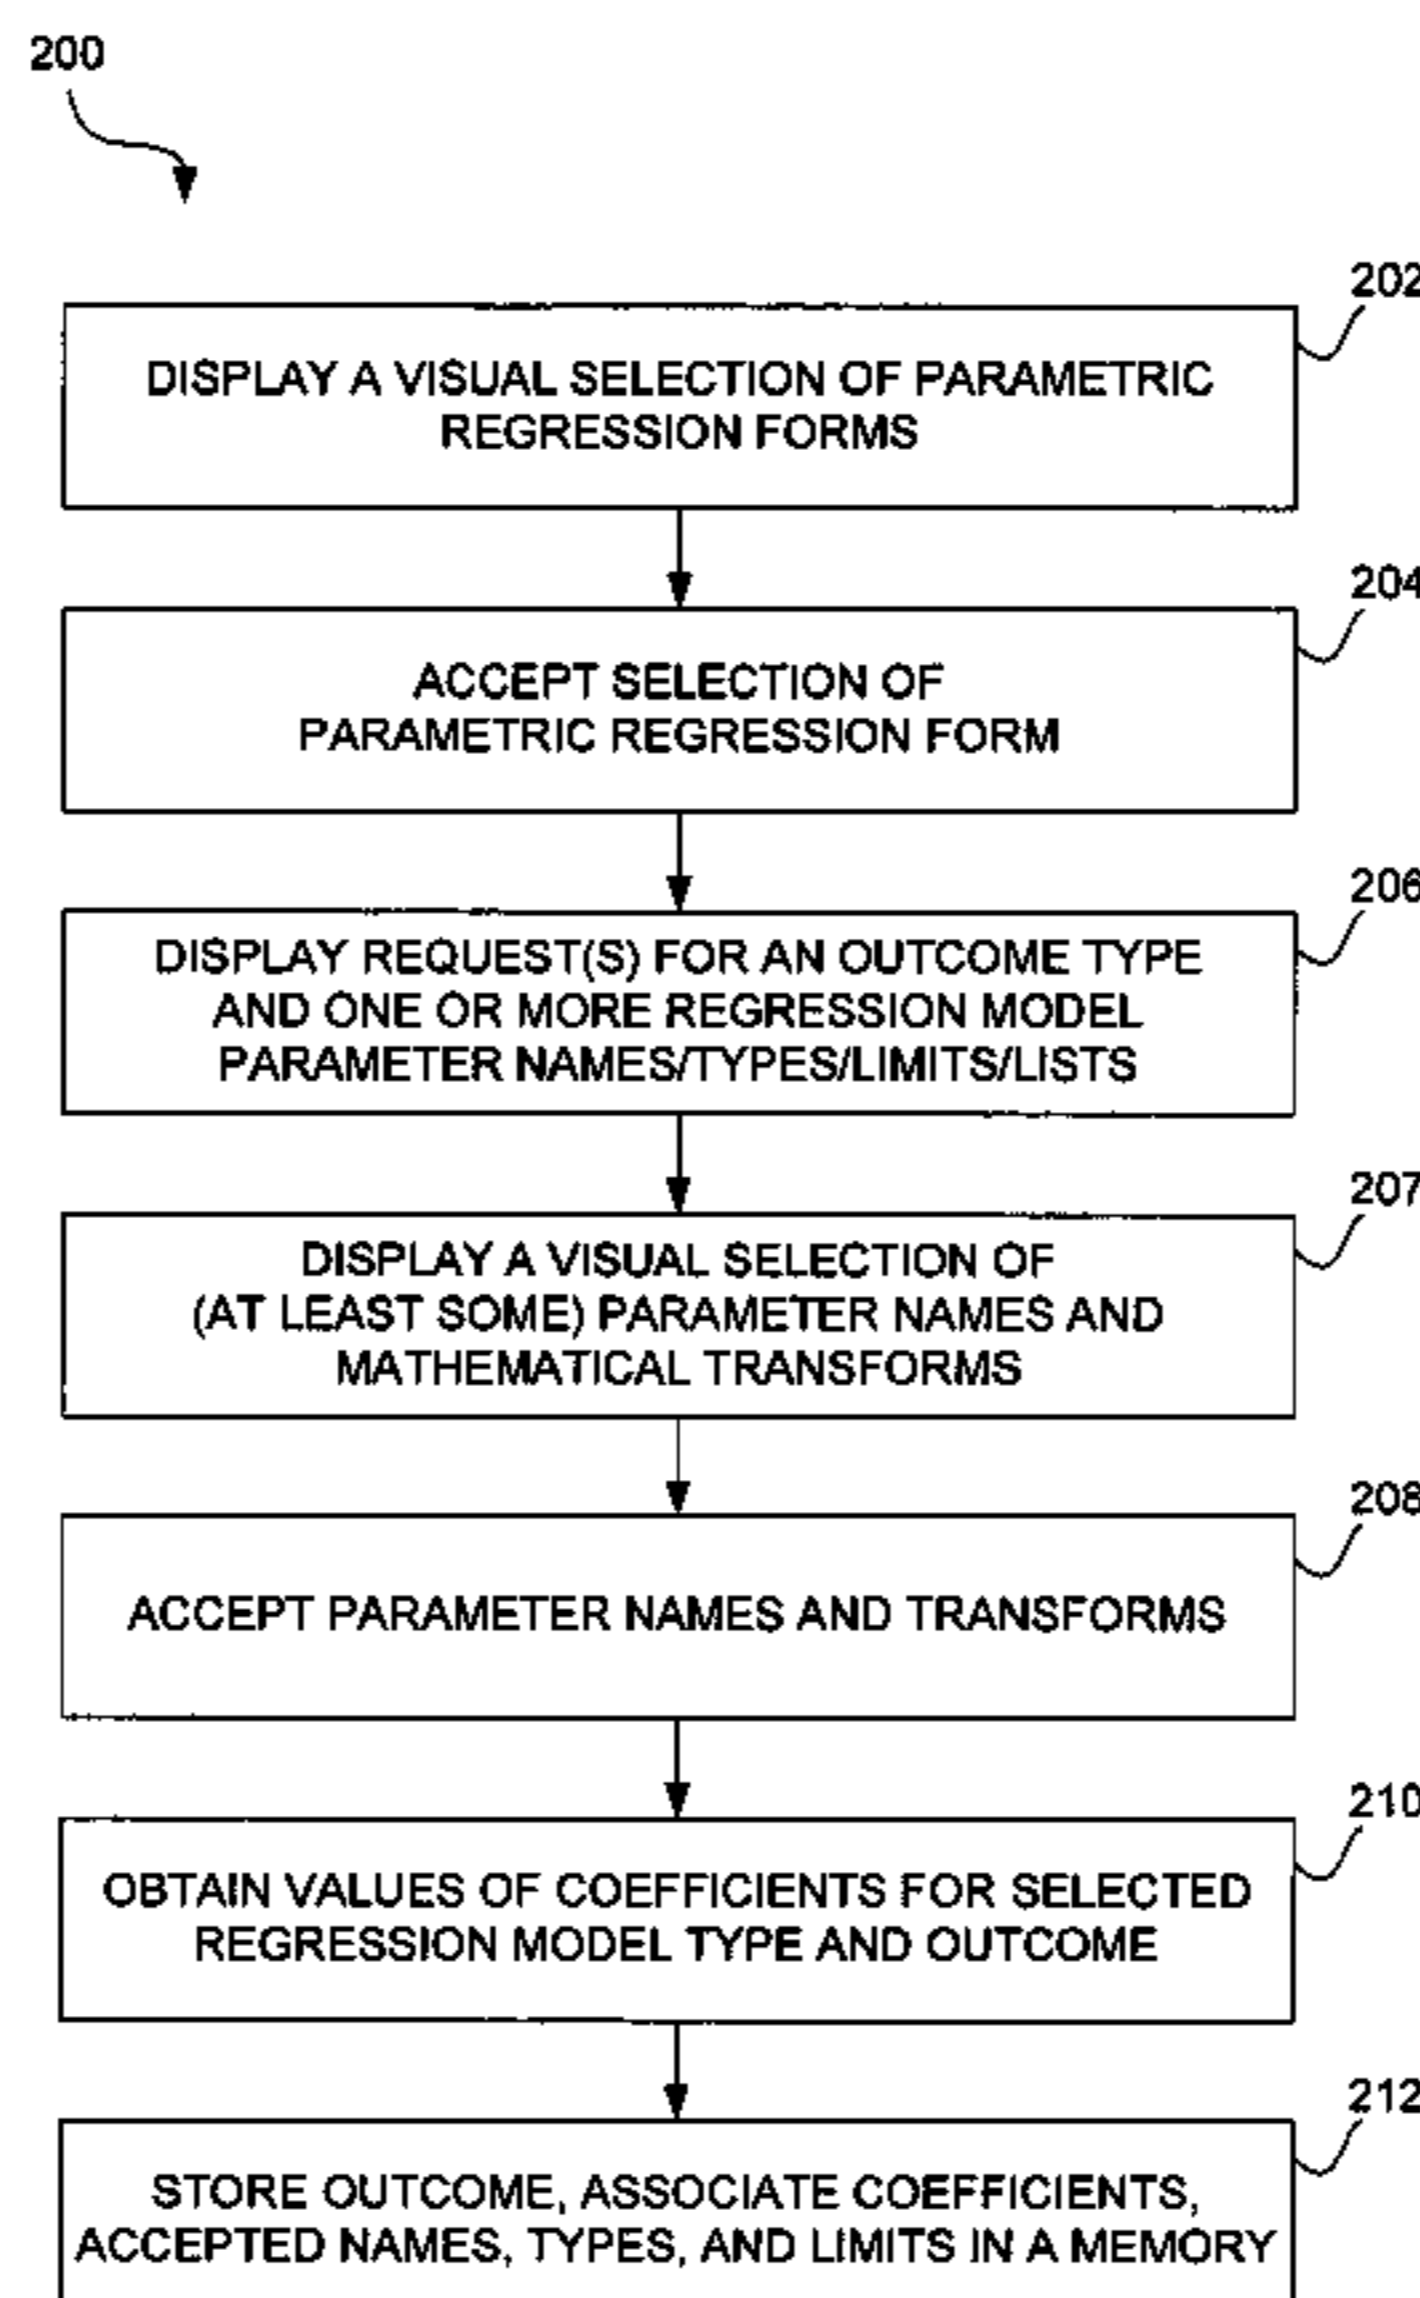 200
202
DISPLAY A VISUAL SELECTION OF PARAMETRIC
REGRESSION FORMS
204
ACCEPT SELECTION OF
PARAMETRIC REGRESSION FORM
206
DISPLAY REQUEST(S) FOR AN OUTCOME TYPE
AND ONE OR MORE REGRESSION MODEL
PARAMETER NAMES/TYPES/LIMITS/LISTS
207
DISPLAY A VISUAL SELECTION OF
(AT LEAST SOME) PARAMETER NAMES AND
MATHEMATICAL TRANSFORMS
208
ACCEPT PARAMETER NAMES AND TRANSFORMS
210
OBTAIN VALUES OF COEFFICIENTS FOR SELECTED
REGRESSION MODEL TYPE AND OUTCOME
212
STORE OUTCOME, ASSOCIATE COEFFICIENTS,
ACCEPTED NAMES, TYPES, AND LIMITS IN A MEMORY